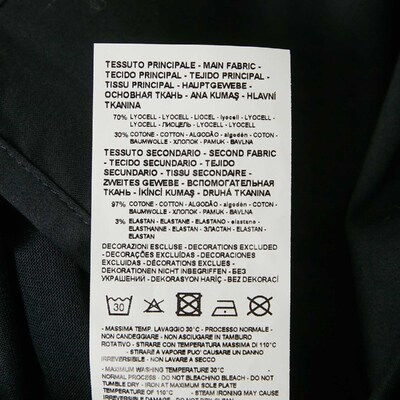 TESSUTO PRINCIPALE - MAIN FABRIC -
TECIDO PRINCIPAL - TEJIDO PRINCIPAL -
TISSU PRINCIPAL - HAUPTGEWEBE -
ОСНОВНАЯ ТКАНЬ - ANA KUMAŞ - HLAVNÍ
TKANINA
70% LYOCELL - LYOCELL - LIOCEL - lyocell - LYOCELL -
LYOCELL - ЛИОЦЕЛЬ - LYOCELL - LYOCELL
30% COTONE - COTTON - ALGODÃO - algodón - COTON -
BAUMWOLLE - ХЛОПОК - PAMUK - BAVLNA
TESSUTO SECONDARIO - SECOND FABRIC
- TECIDO SECUNDARIO - TEJIDO
SECUNDARIO - TISSU SECONDAIRE -
ZWEITES GEWEBE - ВСПОМОГАТЕЛЬНАЯ
ТКАНЬ - İKİNCİ KUMAŞ - DRUHÁ TKANINA
97% COTONE - COTTON - ALGODÃO - algodón - COTON -
BAUMWOLLE - ХЛОПОК - PAMUK - BAVLNA
3% ELASTAN - ELASTANE - ELASTANO - elastano -
ELASTHANNE - ELASTHAN - ЭЛАСТАН - ELASTAN -
ELASTAN
DECORAZIONI ESCLUSE - DECORATIONS EXCLUDED
- DECORAÇÕES EXCLUÍDAS - DECORACIONES
EXCLUIDAS - DÉCORATIONS EXCLUES -
DEKORATIONEN NICHT INBEGRIFFEN - БЕЗ
УКРАШЕНИЙ - DEKORASYON HARİÇ - BEZ DEKORACÍ
30
- MASSIMA TEMP. LAVAGGIO 30°C - PROCESSO NORMALE -
NON CANDEGGIARE - NON ASCIUGARE IN TAMBURO
ROTATIVO - STIRARE CON TEMPERATURA MASSIMA DI 110°C
- STIRARE A VAPORE PUO' CAUSARE UN DANNO
IRREVERSIBILE - NON LAVARE A SECCO
- MAXIMUM WASHING TEMPERATURE 30°C
NORMAL PROCESS - DO NOT BLEACH - DO NOT
TUMBLE DRY - IRON AT MAXIMUM SOLE PLATE
TEMPERATURE OF 110°C - STEAM IRONING MAY CAUSE